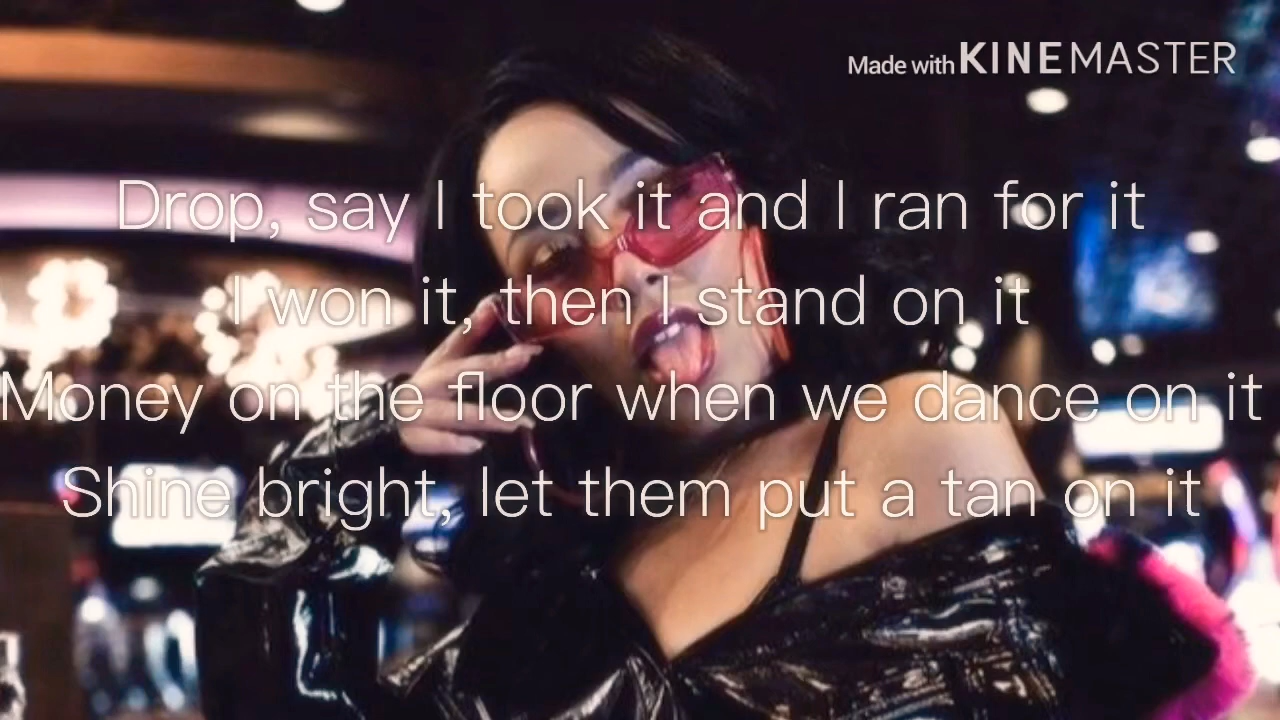 Made with KINEMASTER
Drop, say I took it and I ran for it
I won it, then I stand on it
Money on the floor when we dance on it
Shine bright, let them put a tan on it